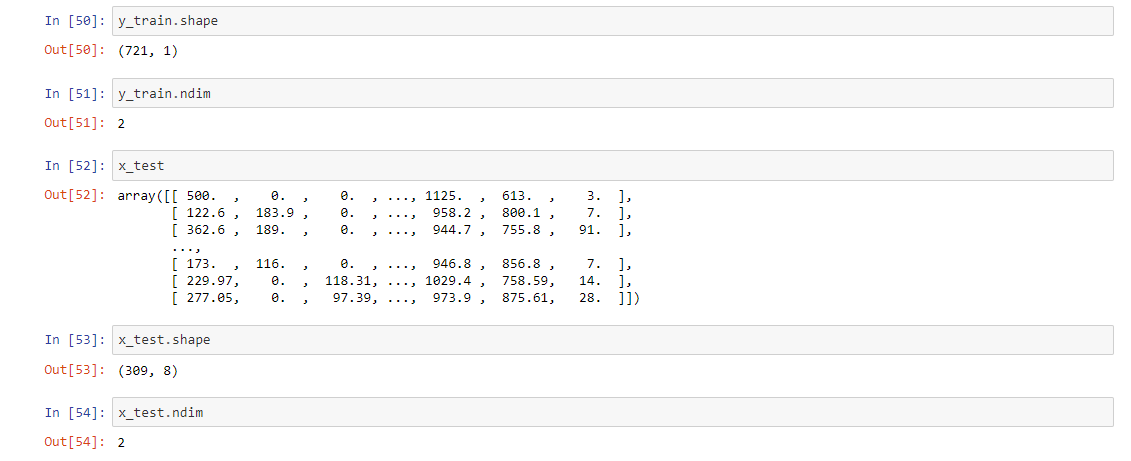 In [50]: y_train.shape
Out[50]: (721, 1)
In [51]: y_train.ndim
Out[51]: 2
In [52]: x_test
Out[52]: array([[ 500.  ,    0.  ,    0.  , ..., 1125.  ,  613.  ,    3.  ],
       [ 122.6 ,  183.9 ,    0.  , ...,  958.2 ,  800.1 ,    7.  ],
       [ 362.6 ,  189.  ,    0.  , ...,  944.7 ,  755.8 ,   91.  ],
       ...,
       [ 173.  ,  116.  ,    0.  , ...,  946.8 ,  856.8 ,    7.  ],
       [ 229.97,    0.  ,  118.31, ..., 1029.4 ,  758.59,   14.  ],
       [ 277.05,    0.  ,   97.39, ...,  973.9 ,  875.61,   28.  ]])
In [53]: x_test.shape
Out[53]: (309, 8)
In [54]: x_test.ndim
Out[54]: 2